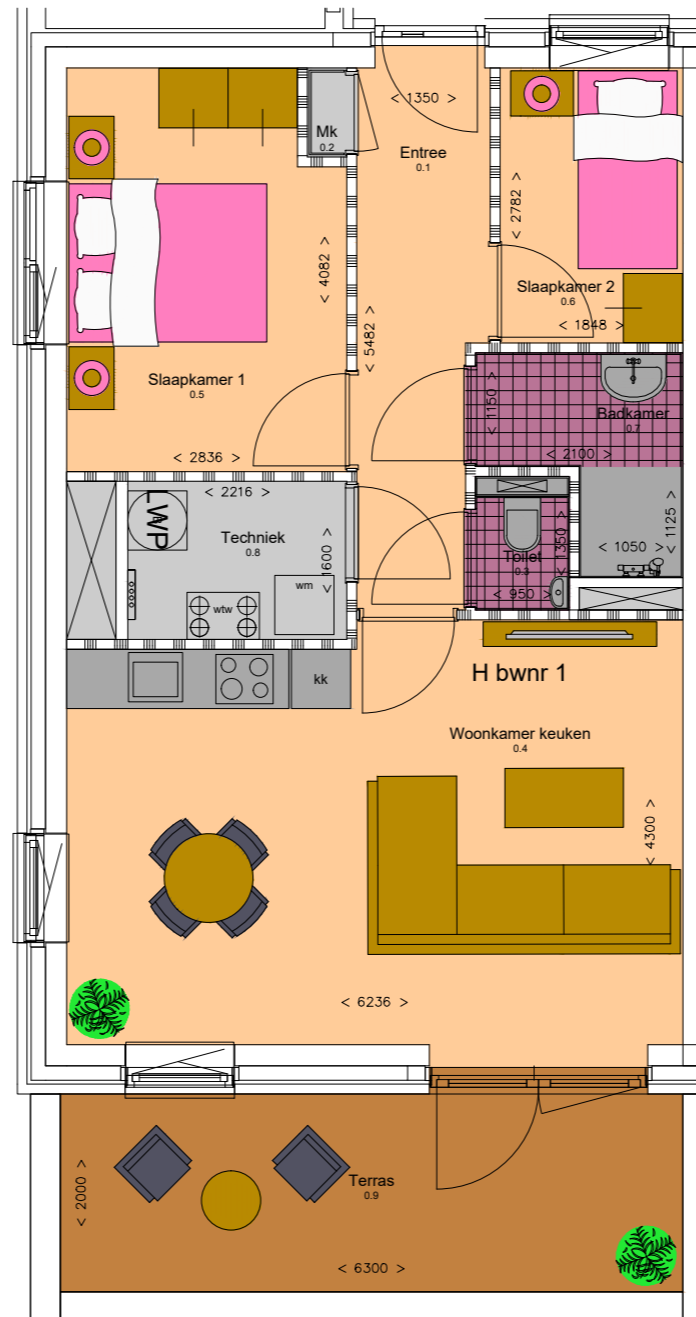 < 1350 >
Mk
0.2
Entree
0.1
< 2782 >
< 4082 >
Slaapkamer 2
0.6
< 1848 >
< 5482 >
Slaapkamer 1
0.5
< 1150 >
Badkamer
0.7
< 2100 >
< 2836 >
< 2216 >
LWP
Techniek
0.8
< 1600 >
wm
wtw
Toilet
0.3
< 1350 >
< 950 >
< 1125 >
< 1050 >
kk
H bwnr 1
Woonkamer keuken
0.4
< 4300 >
< 6236 >
Terras
0.9
< 2000 >
< 6300 >